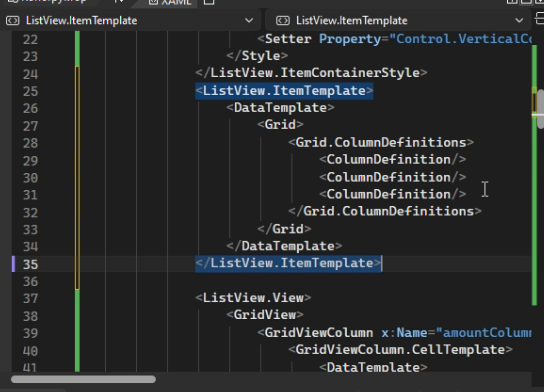 XAML
ListView.ItemTemplate ListView.ItemTemplate
22 <Setter Property="Control.VerticalCo
23 </Style>
24 </ListView.ItemContainerStyle>
25 <ListView.ItemTemplate>
26 <DataTemplate>
27 <Grid>
28 <Grid.ColumnDefinitions>
29 <ColumnDefinition/>
30 <ColumnDefinition/>
31 <ColumnDefinition/>
32 </Grid.ColumnDefinitions>
33 </Grid>
34 </DataTemplate>
35 </ListView.ItemTemplate>
36
37 <ListView.View>
38 <GridView>
39 <GridViewColumn x:Name="amountColumn
40 <GridViewColumn.CellTemplate>
41 <DataTemplate>